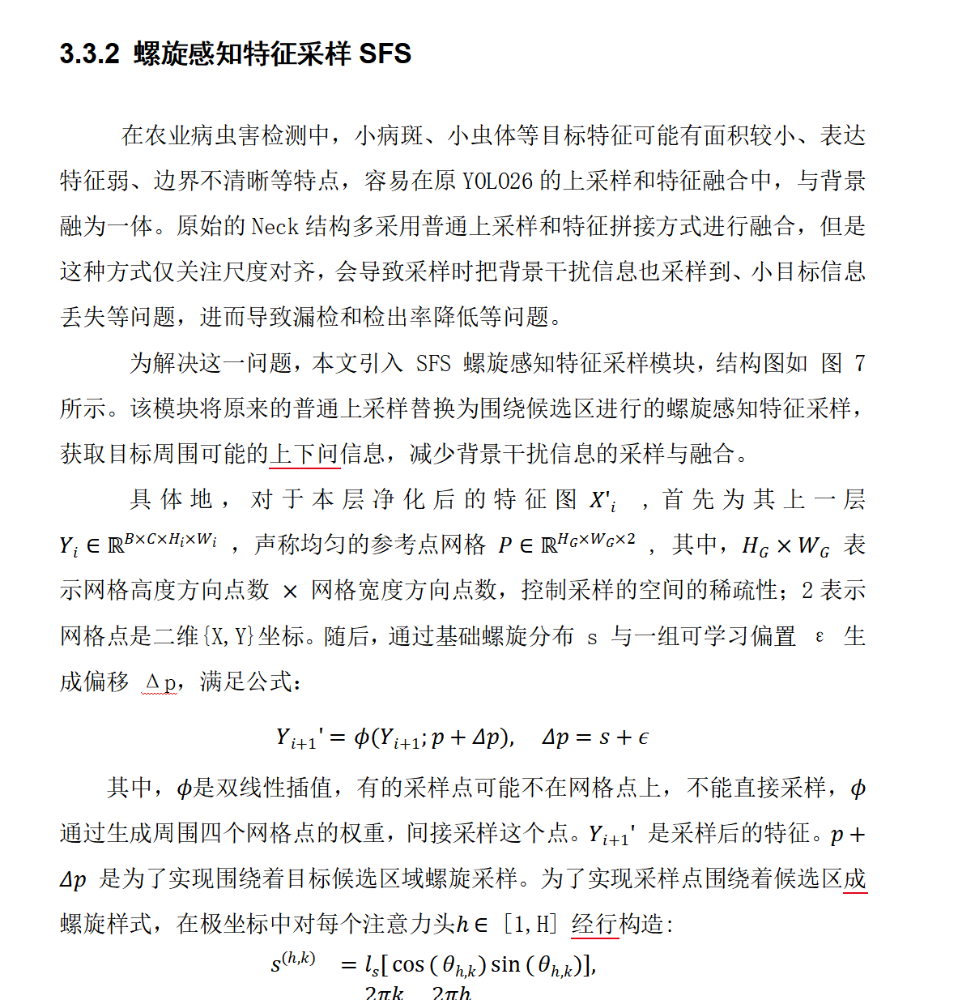 3.3.2 螺旋感知特征采样 SFS
在农业病虫害检测中，小病斑、小虫体等目标特征可能有面积较小、表达
特征弱、边界不清晰等特点，容易在原 YOLO26 的上采样和特征融合中，与背景
融为一体。原始的 Neck 结构多采用普通上采样和特征拼接方式进行融合，但是
这种方式仅关注尺度对齐，会导致采样时把背景干扰信息也采样到、小目标信息
丢失等问题，进而导致漏检和检出率降低等问题。
为解决这一问题，本文引入 SFS 螺旋感知特征采样模块，结构图如 图 7
所示。该模块将原来的普通上采样替换为围绕候选区进行的螺旋感知特征采样，
获取目标周围可能的上下问信息，减少背景干扰信息的采样与融合。
具体地，对于本层净化后的特征图 X'_i ，首先为其上一层
Y_i ∈ ℝ^{B×C×H_i×W_i} ，声称均匀的参考点网格 P ∈ ℝ^{H_G×W_G×2} ，其中，H_G × W_G 表
示网格高度方向点数 × 网格宽度方向点数，控制采样的空间的稀疏性；2 表示
网格点是二维{X,Y}坐标。随后，通过基础螺旋分布 s 与一组可学习偏置 ε 生
成偏移 Δp，满足公式：
Y_{i+1}' = ϕ(Y_{i+1}; p + Δp), Δp = s + ϵ
其中，ϕ是双线性插值，有的采样点可能不在网格点上，不能直接采样，ϕ
通过生成周围四个网格点的权重，间接采样这个点。Y_{i+1}' 是采样后的特征。p +
Δp 是为了实现围绕着目标候选区域螺旋采样。为了实现采样点围绕着候选区成
螺旋样式，在极坐标中对每个注意力头h ∈ [1,H] 经行构造：
s^{(h,k)} = l_s[ cos ( θ_{h,k}) sin ( θ_{h,k})],
2πk 2πh